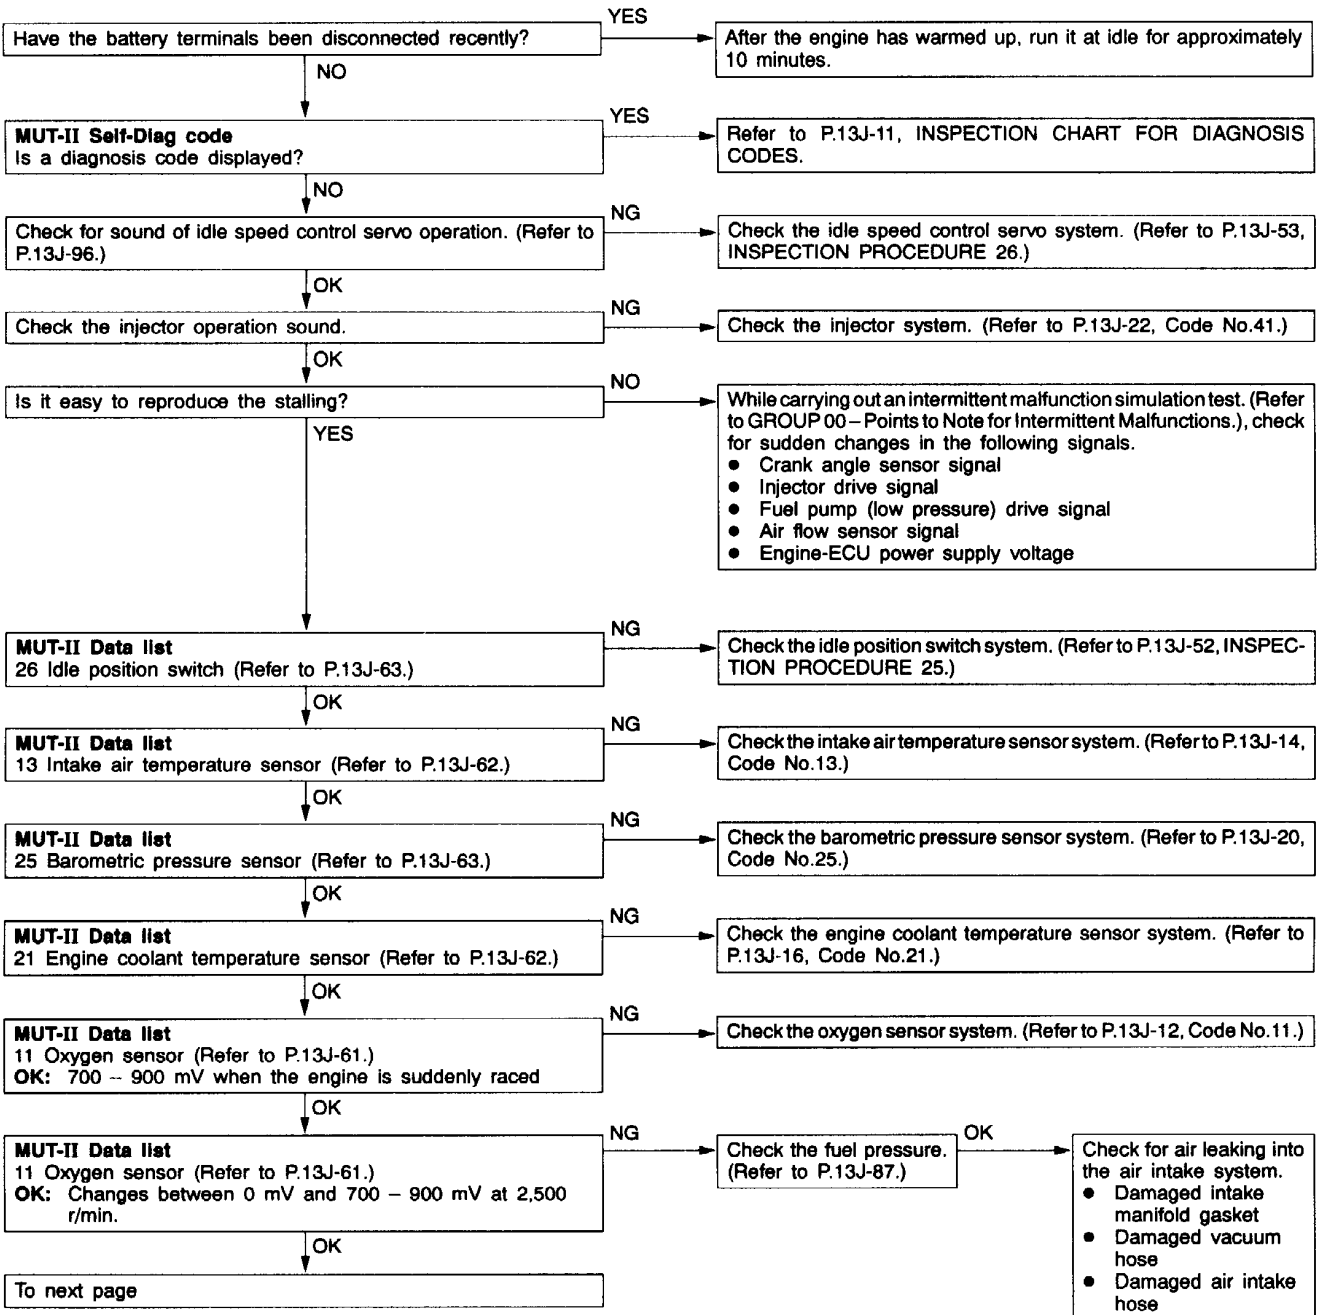 Have the battery terminals been disconnected recently?
YES
After the engine has warmed up, run it at idle for approximately
10 minutes.
NO
MUT-II Self-Diag code
Is a diagnosis code displayed?
YES
Refer to P.13J-11, INSPECTION CHART FOR DIAGNOSIS
CODES.
NO
Check for sound of idle speed control servo operation. (Refer to
P.13J-96.)
NG
Check the idle speed control servo system. (Refer to P.13J-53,
INSPECTION PROCEDURE 26.)
OK
Check the injector operation sound.
NG
Check the injector system. (Refer to P.13J-22, Code No.41.)
OK
Is it easy to reproduce the stalling?
NO
While carrying out an intermittent malfunction simulation test. (Refer
to GROUP 00 – Points to Note for Intermittent Malfunctions.), check
for sudden changes in the following signals.
● Crank angle sensor signal
● Injector drive signal
● Fuel pump (low pressure) drive signal
● Air flow sensor signal
● Engine-ECU power supply voltage
YES
MUT-II Data list
26 Idle position switch (Refer to P.13J-63.)
NG
Check the idle position switch system. (Refer to P.13J-52, INSPEC-
TION PROCEDURE 25.)
OK
MUT-II Data list
13 Intake air temperature sensor (Refer to P.13J-62.)
NG
Check the intake air temperature sensor system. (Refer to P.13J-14,
Code No.13.)
OK
MUT-II Data list
25 Barometric pressure sensor (Refer to P.13J-63.)
NG
Check the barometric pressure sensor system. (Refer to P.13J-20,
Code No.25.)
OK
MUT-II Data list
21 Engine coolant temperature sensor (Refer to P.13J-62.)
NG
Check the engine coolant temperature sensor system. (Refer to
P.13J-16, Code No.21.)
OK
MUT-II Data list
11 Oxygen sensor (Refer to P.13J-61.)
OK: 700 – 900 mV when the engine is suddenly raced
NG
Check the oxygen sensor system. (Refer to P.13J-12, Code No.11.)
OK
MUT-II Data list
11 Oxygen sensor (Refer to P.13J-61.)
OK: Changes between 0 mV and 700 – 900 mV at 2,500
r/min.
NG
Check the fuel pressure.
(Refer to P.13J-87.)
OK
Check for air leaking into
the air intake system.
● Damaged intake
manifold gasket
● Damaged vacuum
hose
● Damaged air intake
hose
OK
To next page